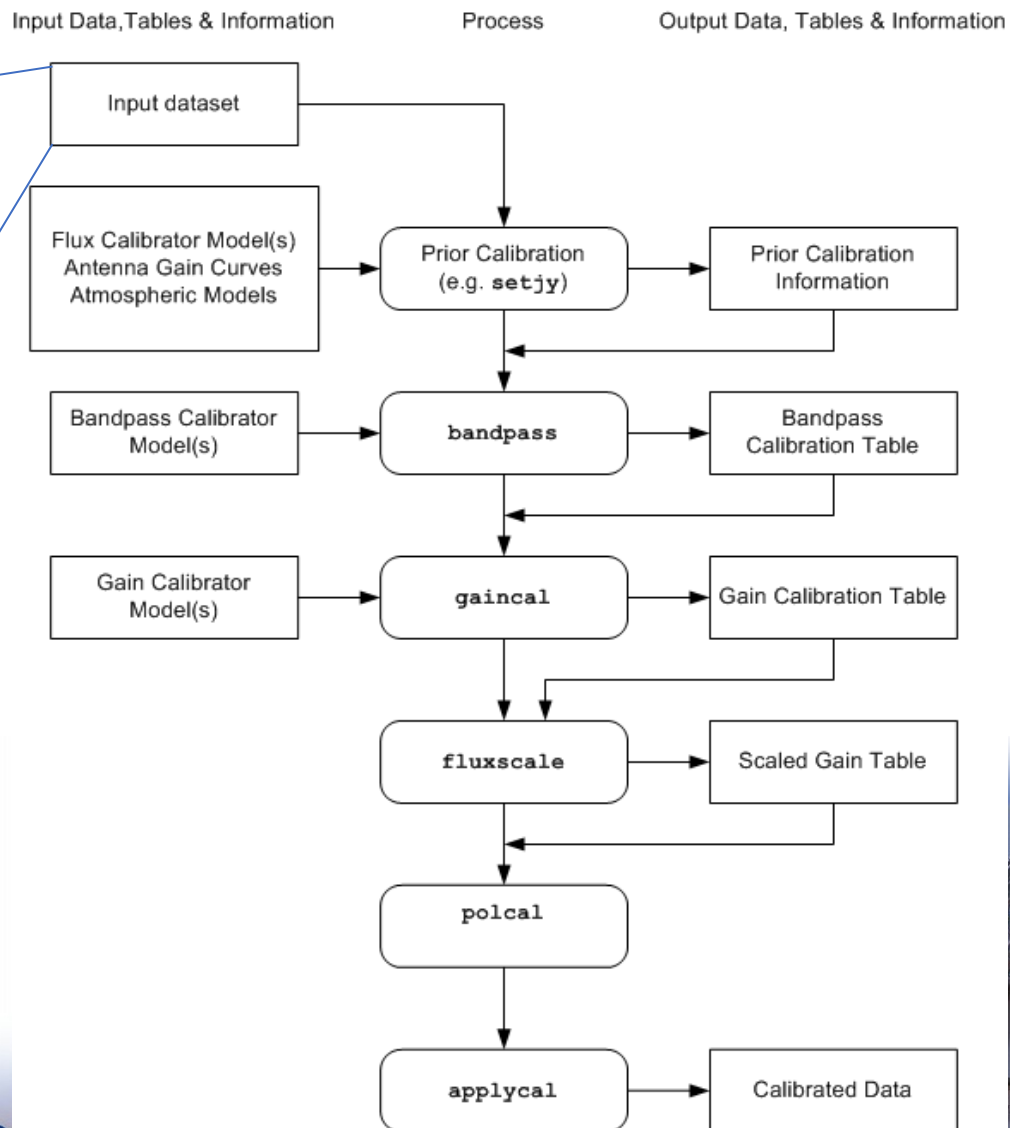 Input Data,Tables & Information
Process
Output Data, Tables & Information
Input dataset
Flux Calibrator Model(s)
Antenna Gain Curves
Atmospheric Models
Prior Calibration
(e.g. setjy)
Prior Calibration
Information
Bandpass Calibrator
Model(s)
bandpass
Bandpass
Calibration Table
Gain Calibrator
Model(s)
gaincal
Gain Calibration Table
fluxscale
Scaled Gain Table
polcal
applycal
Calibrated Data